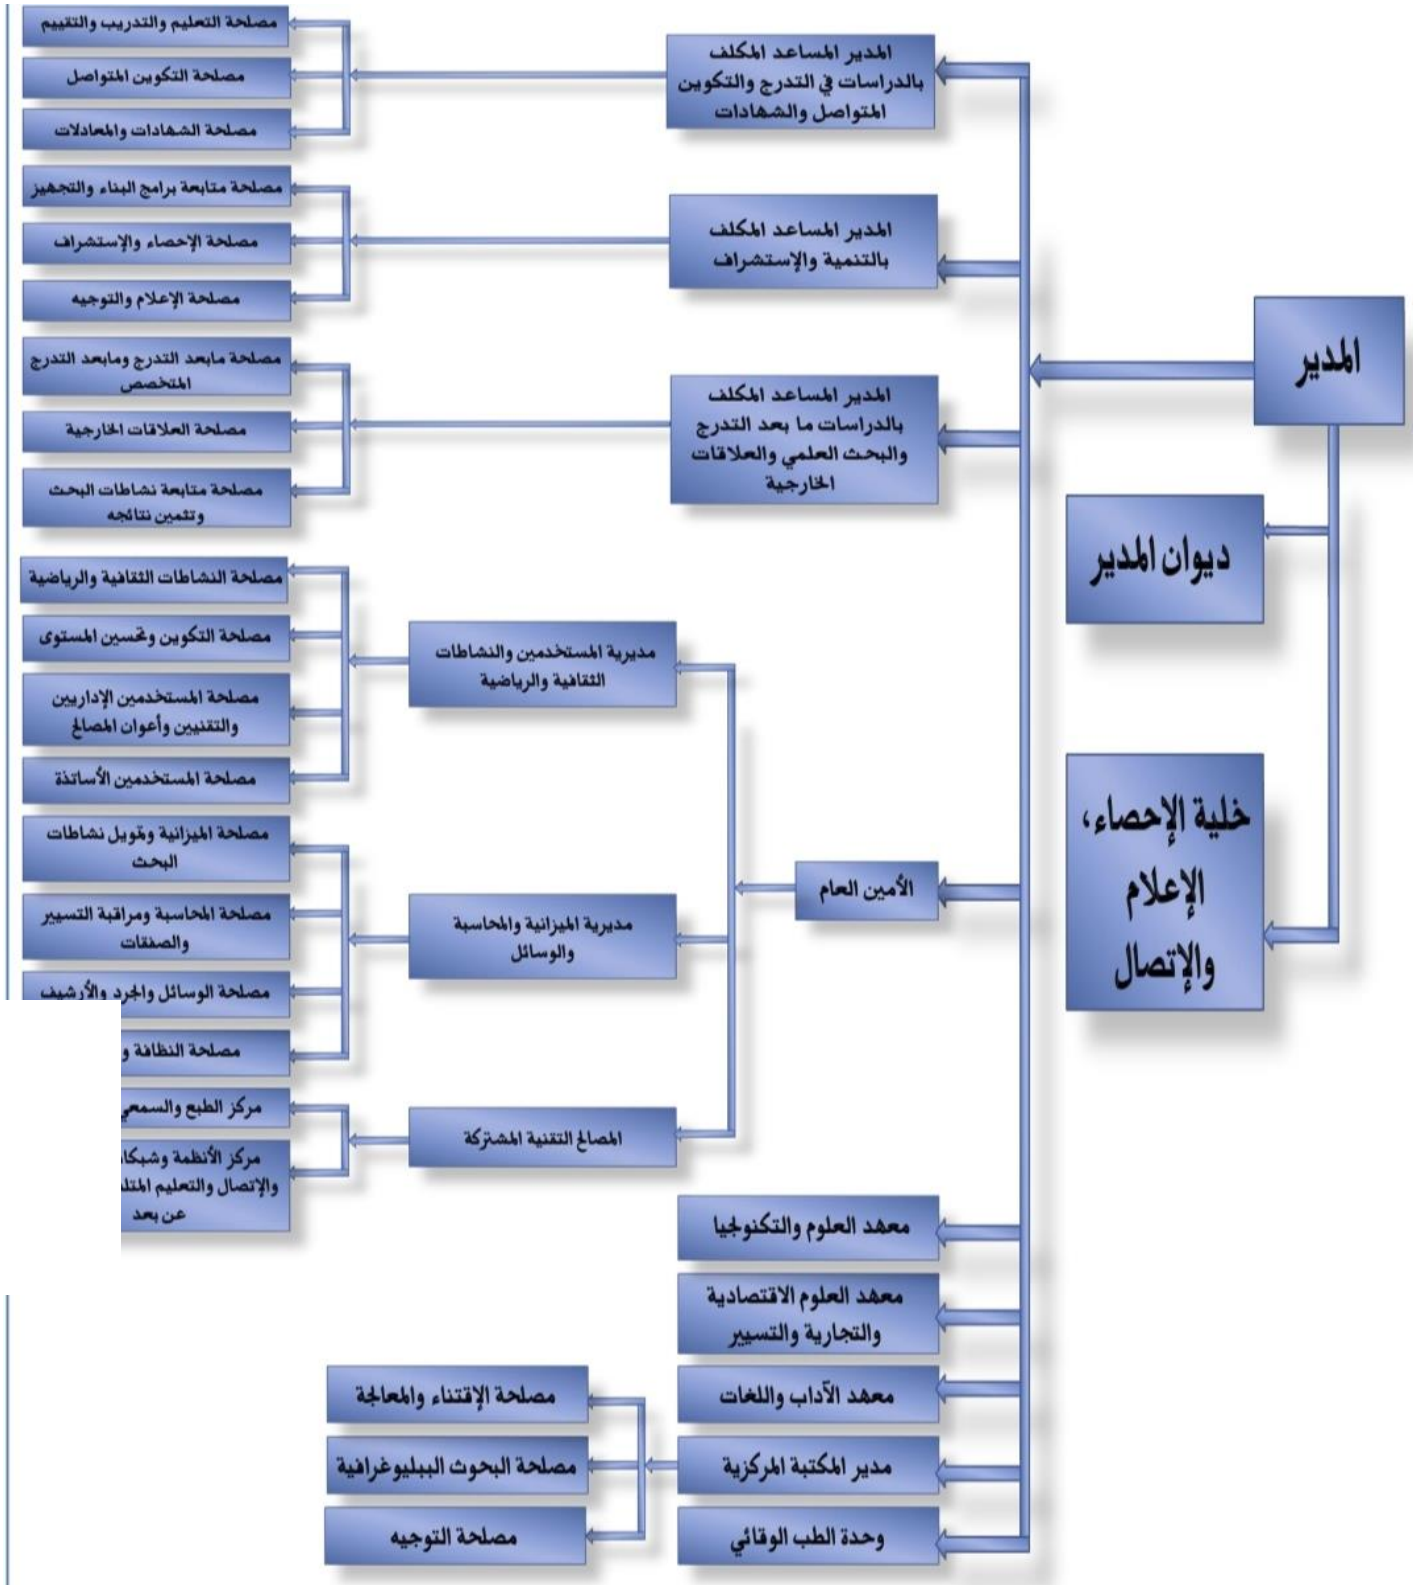 المدير
ديوان المدير
خلية الإحصاء،
الإعلام
والإتصال
المدير المساعد المكلف
بالدراسات في التدرج والتكوين
المتواصل والشهادات
مصلحة التعليم والتدريب والتقييم
مصلحة التكوين المتواصل
مصلحة الشهادات والمعادلات
المدير المساعد المكلف
بالتنمية والإستشراف
مصلحة متابعة برامج البناء والتجهيز
مصلحة الإحصاء والإستشراف
مصلحة الإعلام والتوجيه
المدير المساعد المكلف
بالدراسات ما بعد التدرج
والبحث العلمي والعلاقات
الخارجية
مصلحة مابعد التدرج ومابعد التدرج
المتخصص
مصلحة العلاقات الخارجية
مصلحة متابعة نشاطات البحث
وتثمين نتائجه
الأمين العام
مديرية المستخدمين والنشاطات
الثقافية والرياضية
مصلحة النشاطات الثقافية والرياضية
مصلحة التكوين وتحسين المستوى
مصلحة المستخدمين الإداريين
والتقنيين وأعوان المصالح
مصلحة المستخدمين الأساتذة
مديرية الميزانية والمحاسبة
والوسائل
مصلحة الميزانية وتمويل نشاطات
البحث
مصلحة المحاسبة ومراقبة التسيير
والصفقات
مصلحة الوسائل والجرد والأرشيف
مصلحة النظافة و
المصالح التقنية المشتركة
مركز الطبع والسمعي
مركز الأنظمة
والإتصال والتعليم
عن بعد
معهد العلوم والتكنولجيا
معهد العلوم الاقتصادية
والتجارية والتسيير
معهد الآداب واللغات
مدير المكتبة المركزية
مصلحة الإقتناء والمعالجة
مصلحة البحوث الببليوغرافية
مصلحة التوجيه
وحدة الطب الوقائي